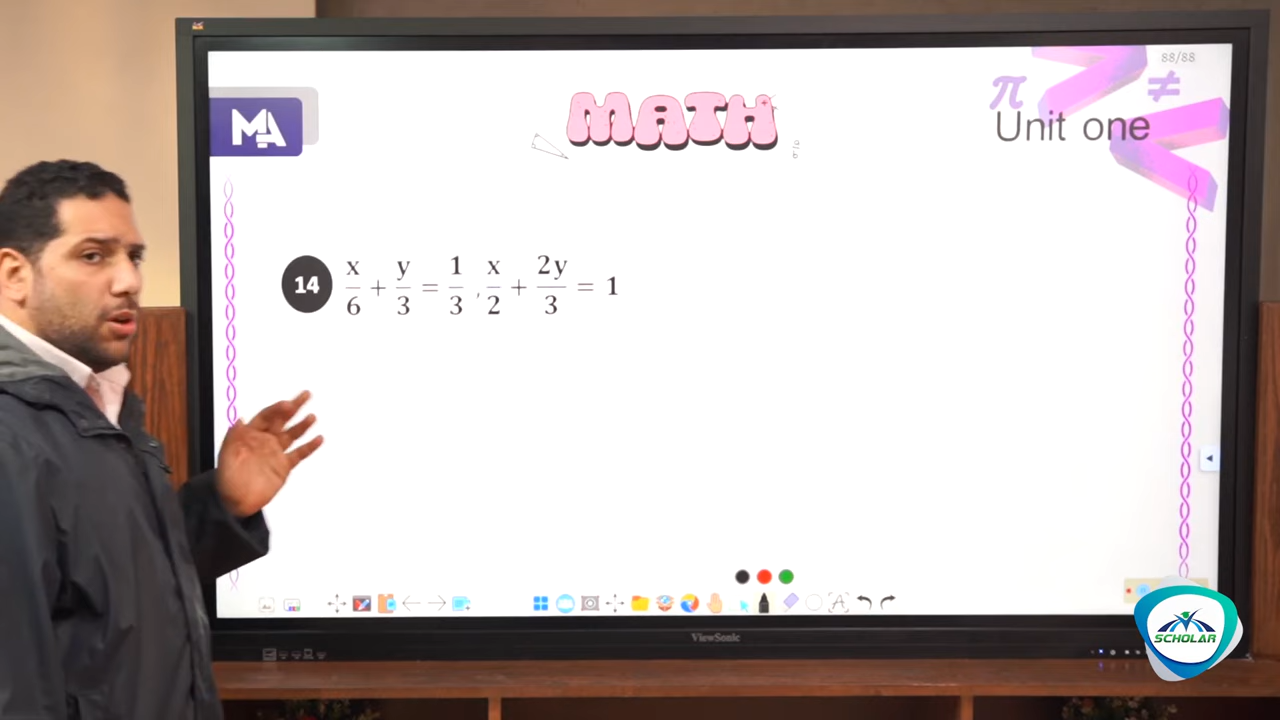 88/88
MA
MATH
π ≠
Unit one
14 x/6 + y/3 = 1/3 , x/2 + 2y/3 = 1
ViewSonic
SCHOLAR